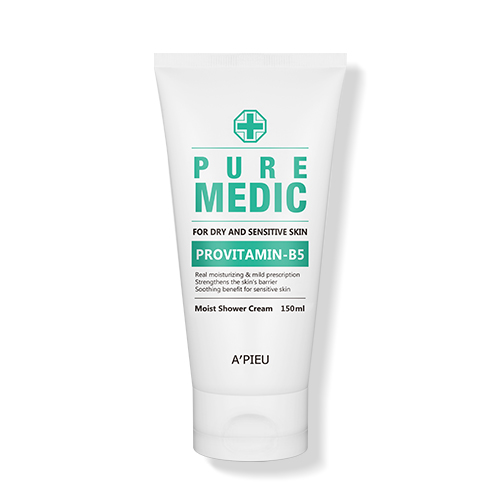 PURE
MEDIC
FOR DRY AND SENSITIVE SKIN
PROVITAMIN-B5
Real moisturizing & mild prescription
Strengthens the skin's barrier
Soothing benefit for sensitive skin
Moist Shower Cream 150ml
A'PIEU